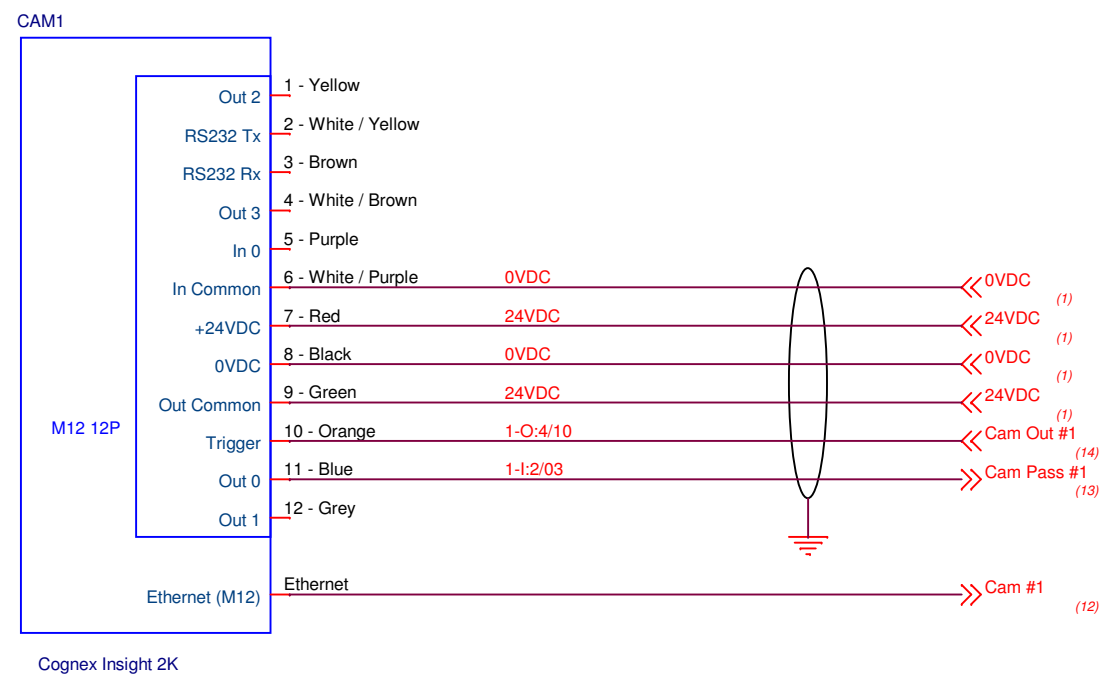 CAM1
Out 2 1 - Yellow
RS232 Tx 2 - White / Yellow
RS232 Rx 3 - Brown
Out 3 4 - White / Brown
In 0 5 - Purple
In Common 6 - White / Purple 0VDC 0VDC (1)
+24VDC 7 - Red 24VDC 24VDC (1)
0VDC 8 - Black 0VDC 0VDC (1)
Out Common 9 - Green 24VDC 24VDC (1)
M12 12P
Trigger 10 - Orange 1-O:4/10 Cam Out #1 (14)
Out 0 11 - Blue 1-I:2/03 Cam Pass #1 (13)
Out 1 12 - Grey
Ethernet (M12) Ethernet Cam #1 (12)
Cognex Insight 2K